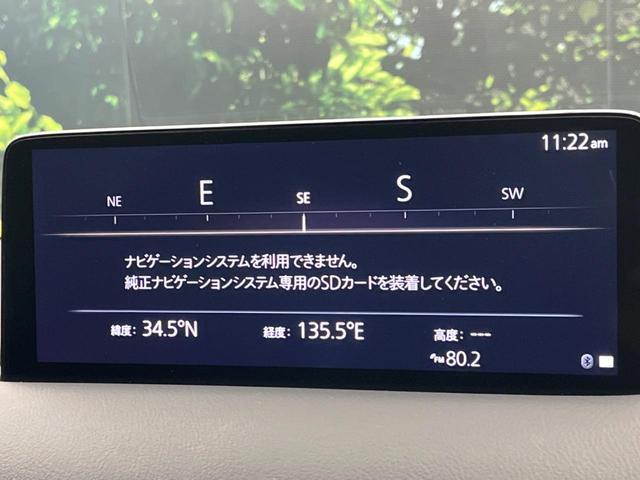 11:22am
NE E SE S SW
ナビゲーションシステムを利用できません。
純正ナビゲーションシステム専用のSDカードを装着してください。
緯度: 34.5°N 経度: 135.5°E 高度: ---
FM 80.2